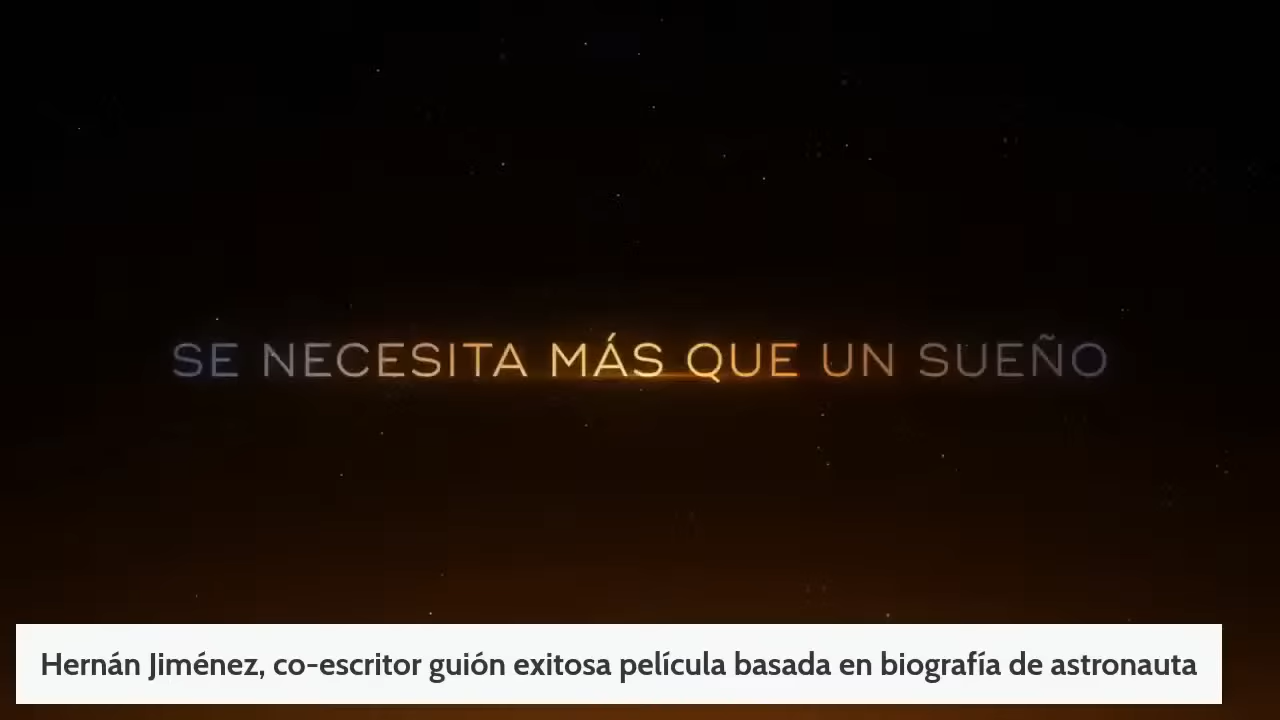 SE NECESITA MÁS QUE UN SUEÑO
Hernán Jiménez, co-escritor guión exitosa película basada en biografía de astronauta